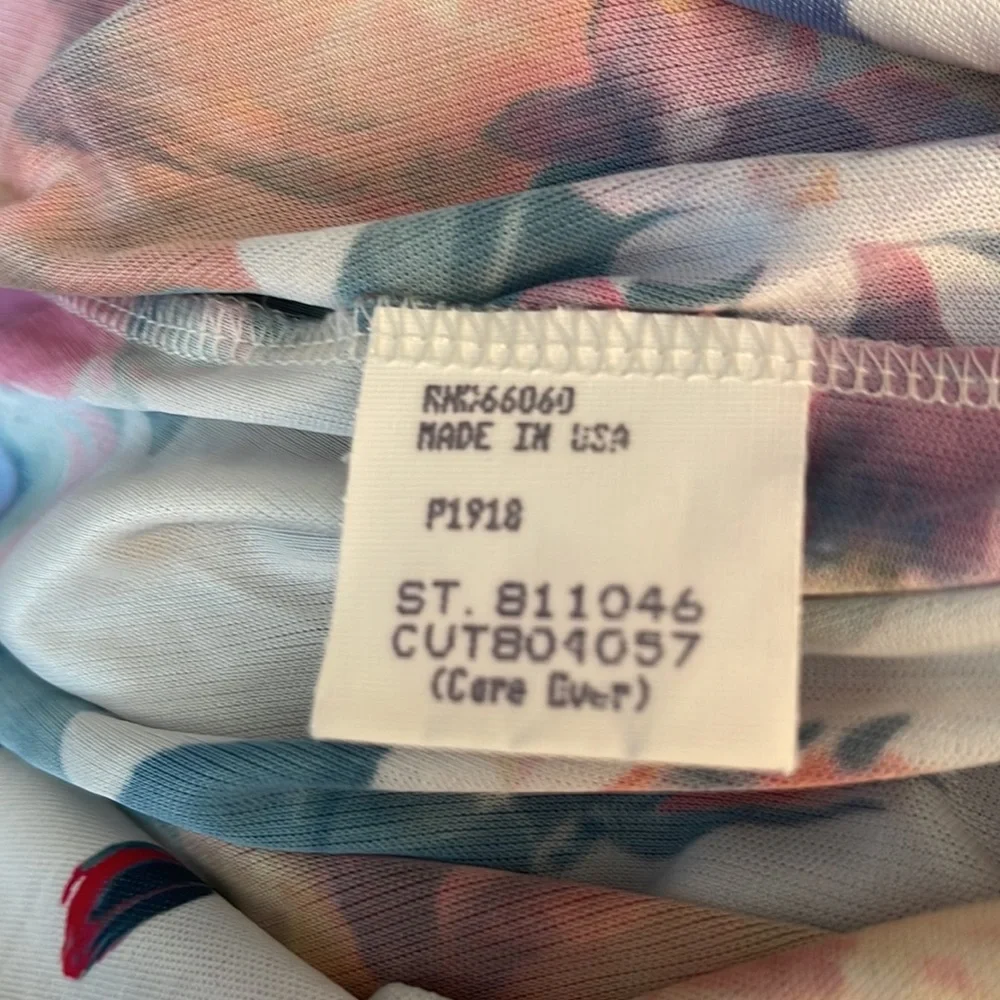 RN#66060
MADE IN USA
P1918
ST. 811046
CUT804057
(Care Over)